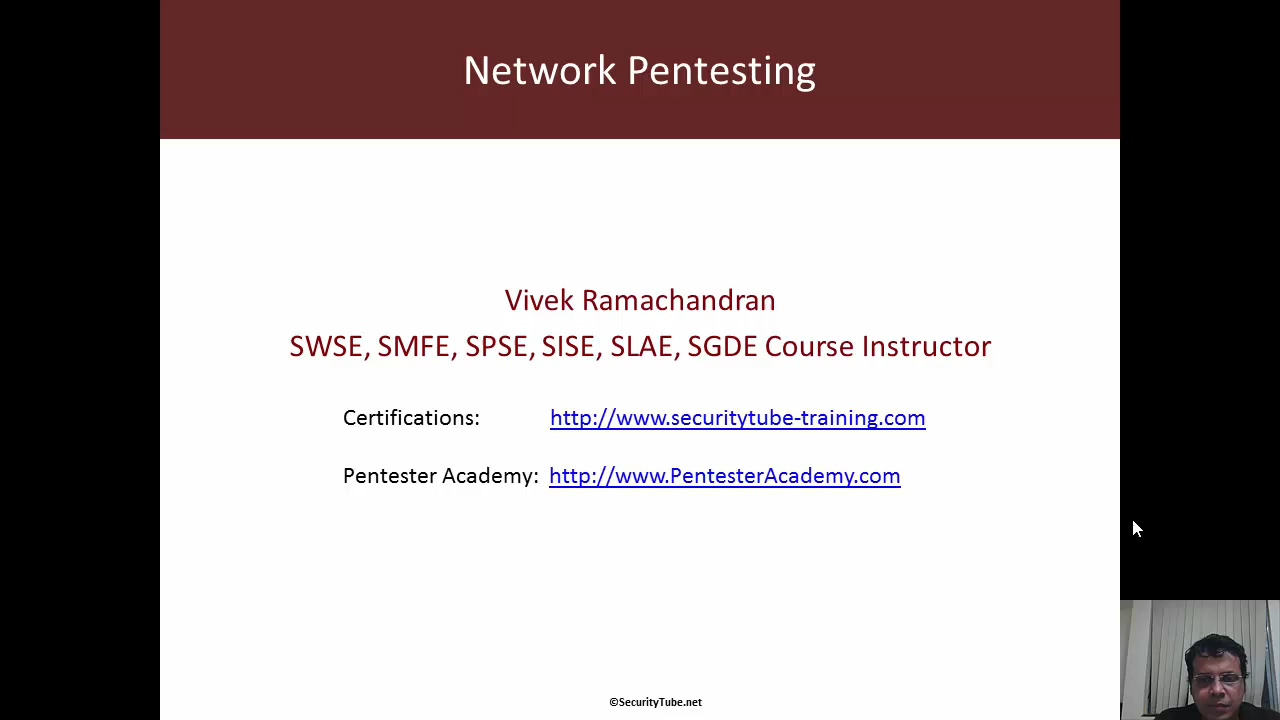 Network Pentesting
Vivek Ramachandran
SWSE, SMFE, SPSE, SISE, SLAE, SGDE Course Instructor
Certifications: http://www.securitytube-training.com
Pentester Academy: http://www.PentesterAcademy.com
©SecurityTube.net